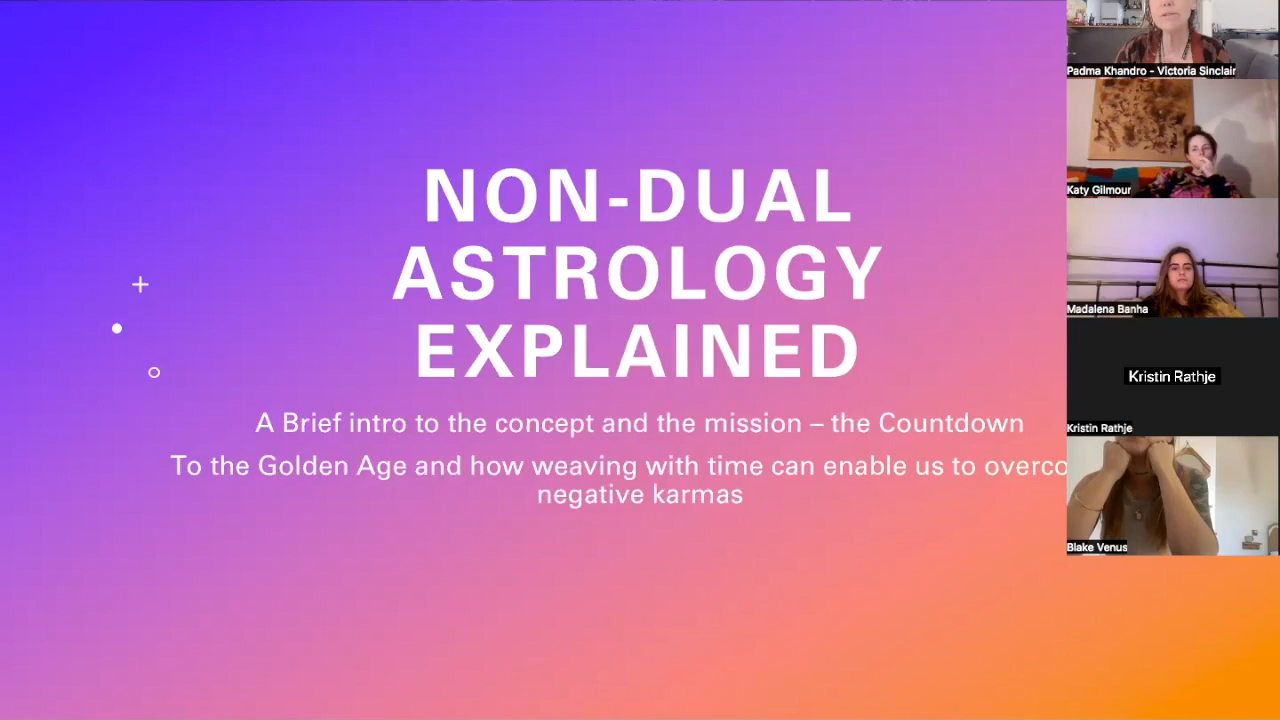 NON-DUAL
ASTROLOGY
EXPLAINED
A Brief intro to the concept and the mission – the Countdown
To the Golden Age and how weaving with time can enable us to overco
negative karmas
Padma Khandro - Victoria Sinclair
Katy Gilmour
Madalena Banha
Kristin Rathje
Kristin Rathje
Blake Venus